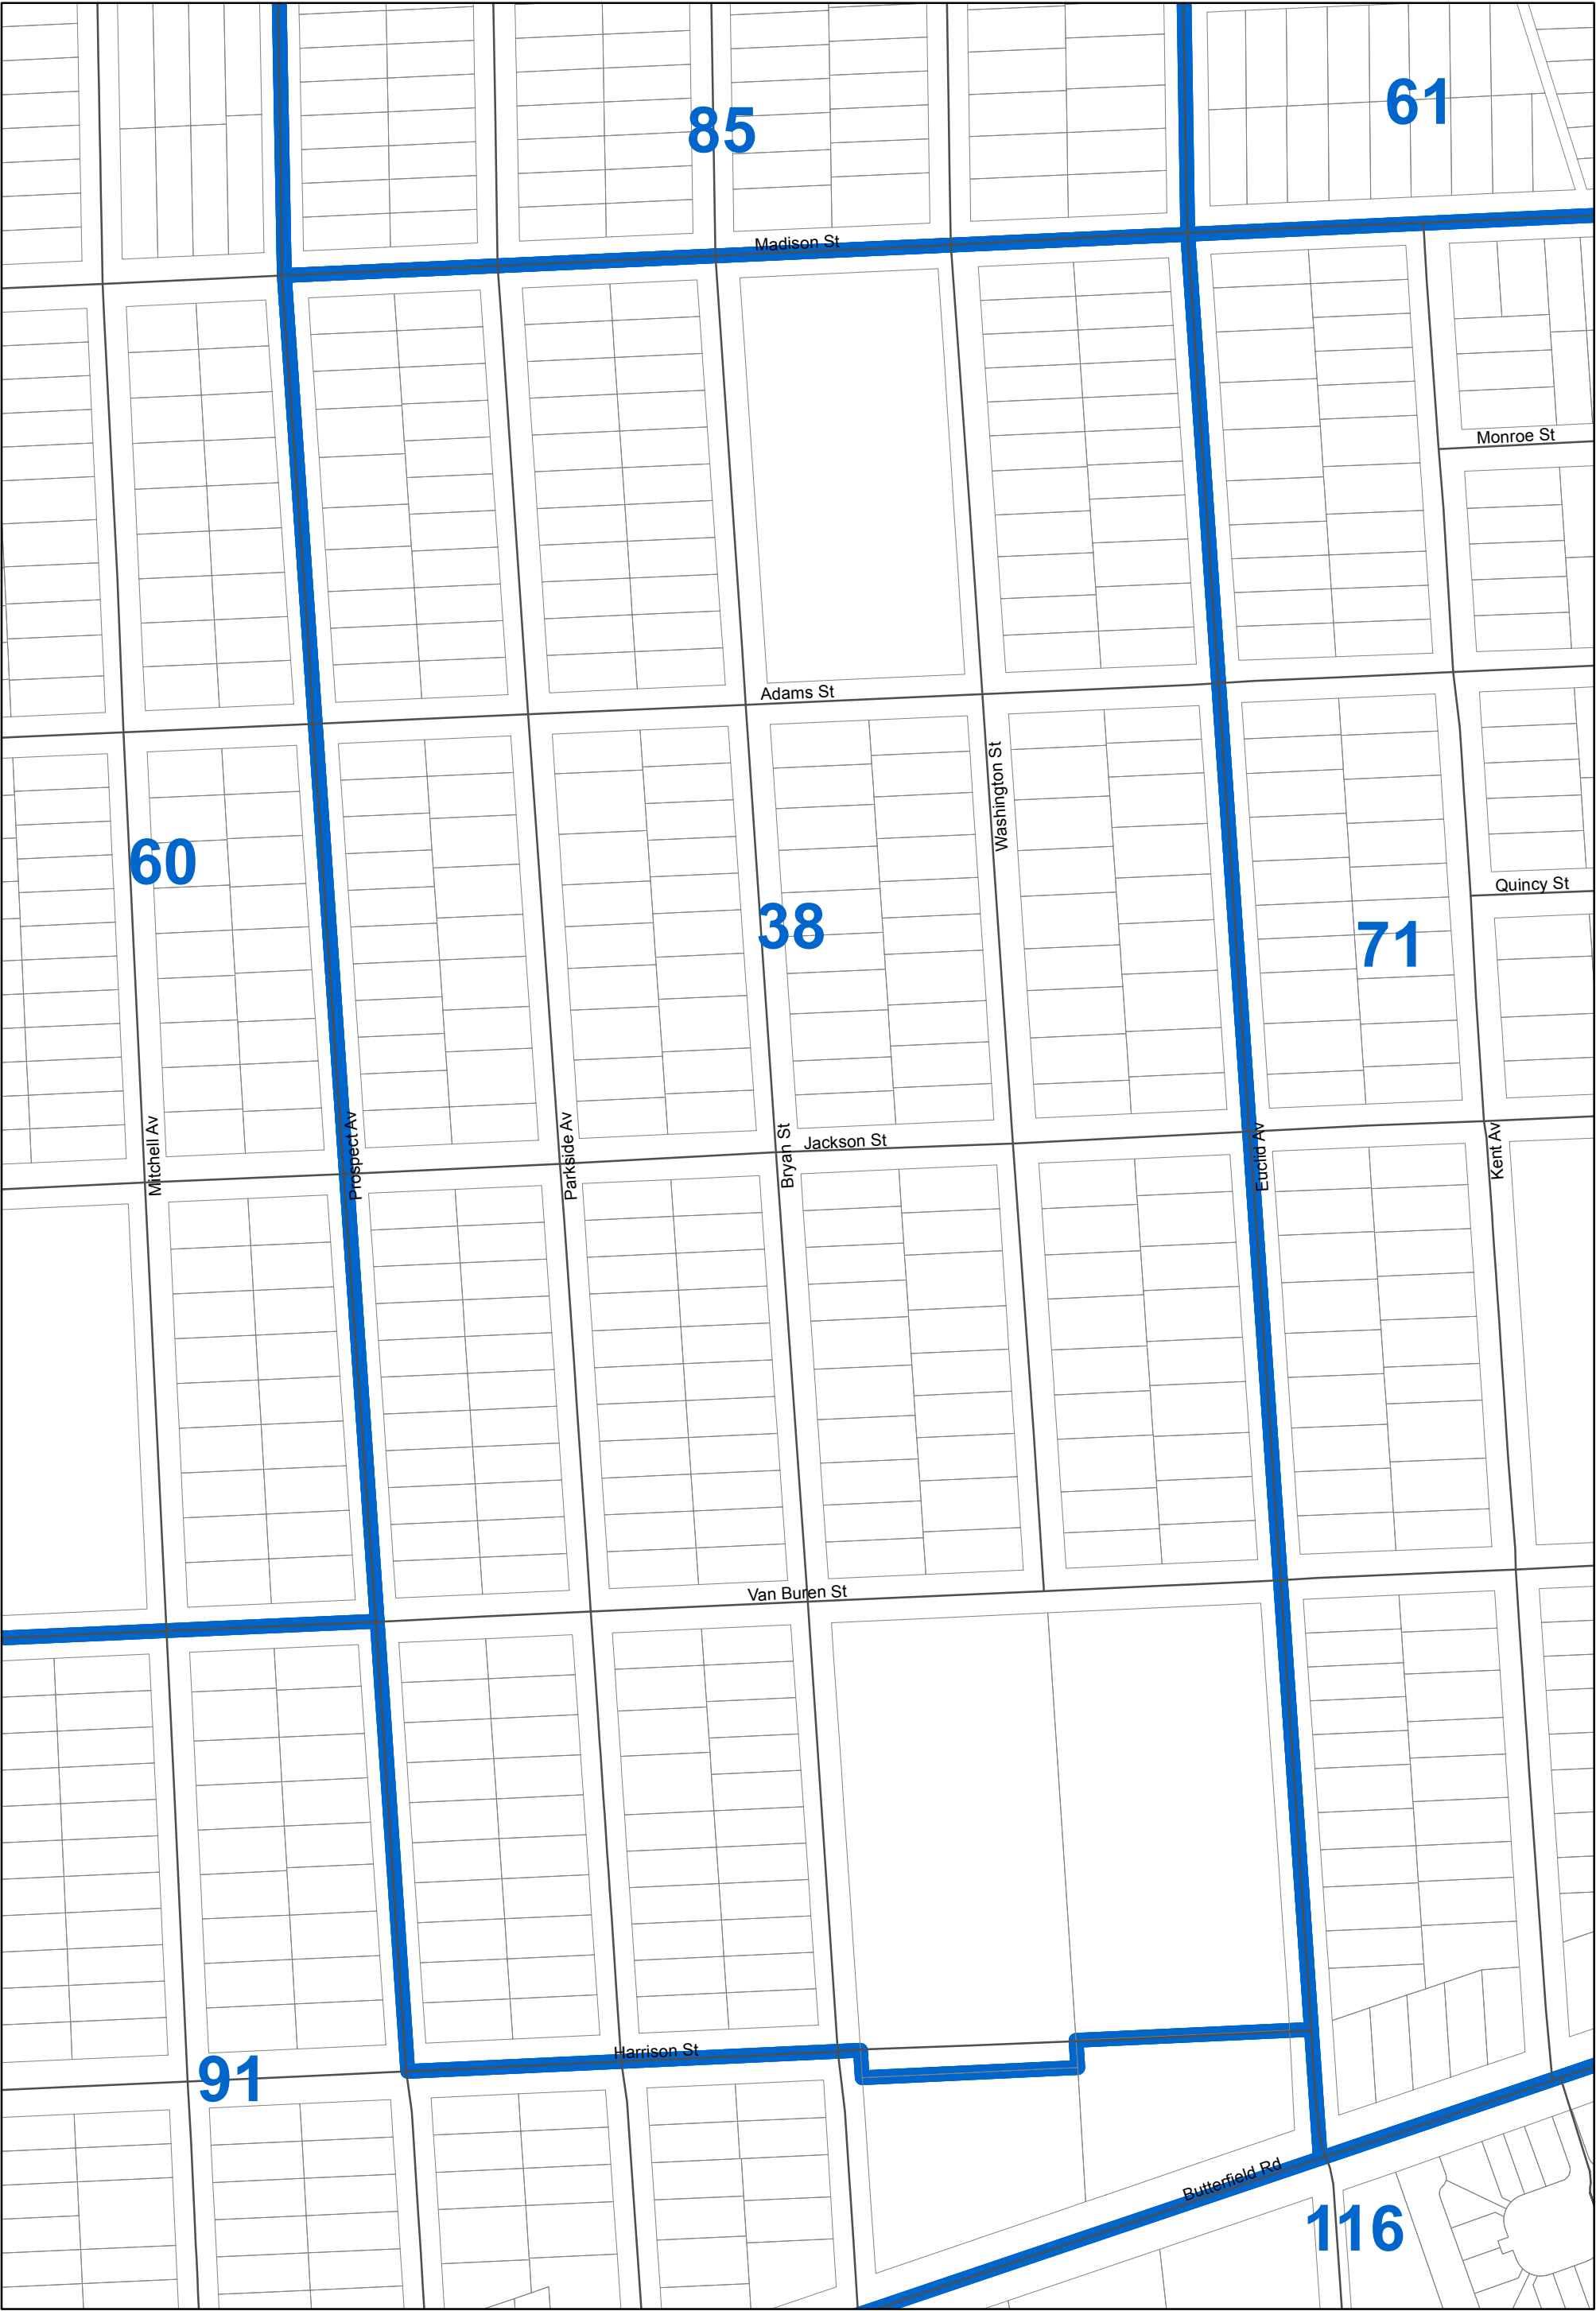 61
85
Madison St
Monroe St
Adams St
Washington St
60
Quincy St
38
71
Mitchell Av
Prospect Av
Parkside Av
Bryan St
Jackson St
Euclid Av
Kent Av
Van Buren St
Harrison St
91
Butterfield Rd
116